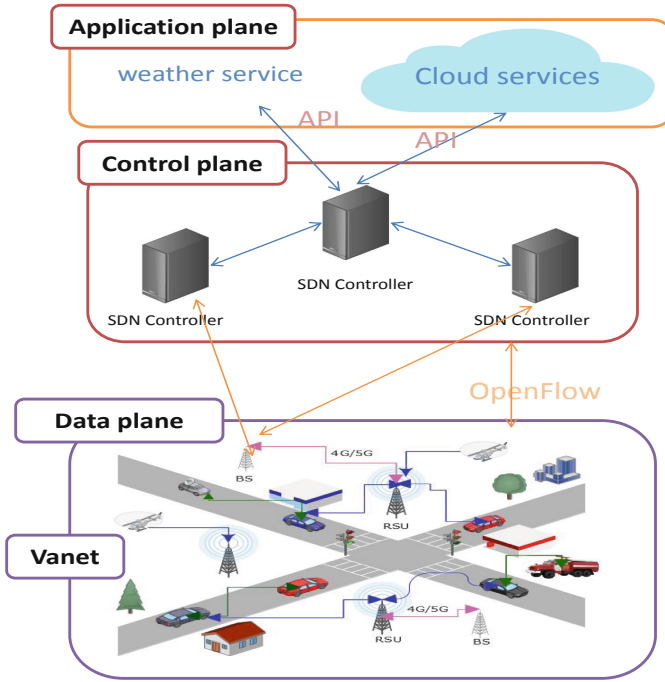 Application plane
weather service
Cloud services
API
API
Control plane
SDN Controller
SDN Controller
SDN Controller
OpenFlow
Data plane
4G/5G
BS
RSU
Vanet
4G/5G
RSU
BS